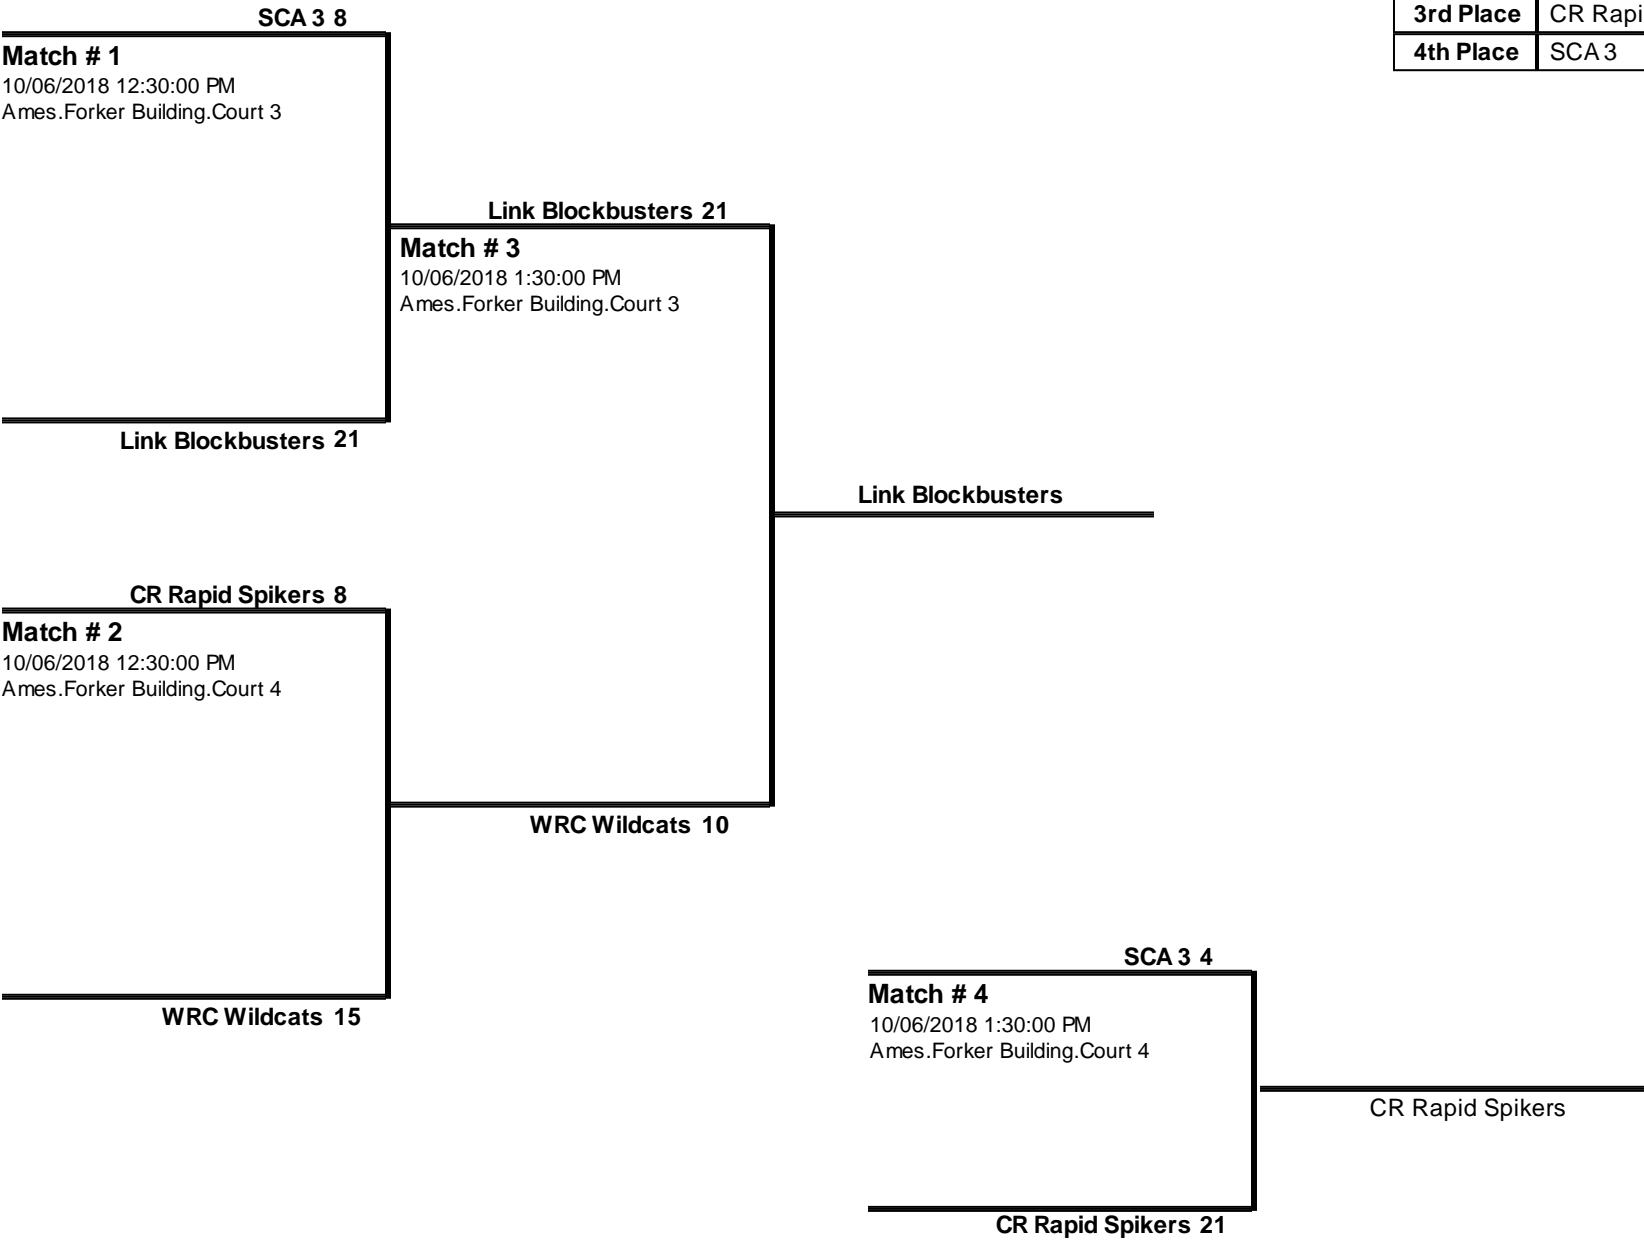 SCA 3 8
3rd Place CR Rapi
4th Place SCA 3
Match # 1
10/06/2018 12:30:00 PM
Ames.Forker Building.Court 3
Link Blockbusters 21
Match # 3
10/06/2018 1:30:00 PM
Ames.Forker Building.Court 3
Link Blockbusters 21
Link Blockbusters
CR Rapid Spikers 8
Match # 2
10/06/2018 12:30:00 PM
Ames.Forker Building.Court 4
WRC Wildcats 10
SCA 3 4
Match # 4
10/06/2018 1:30:00 PM
Ames.Forker Building.Court 4
WRC Wildcats 15
CR Rapid Spikers
CR Rapid Spikers 21